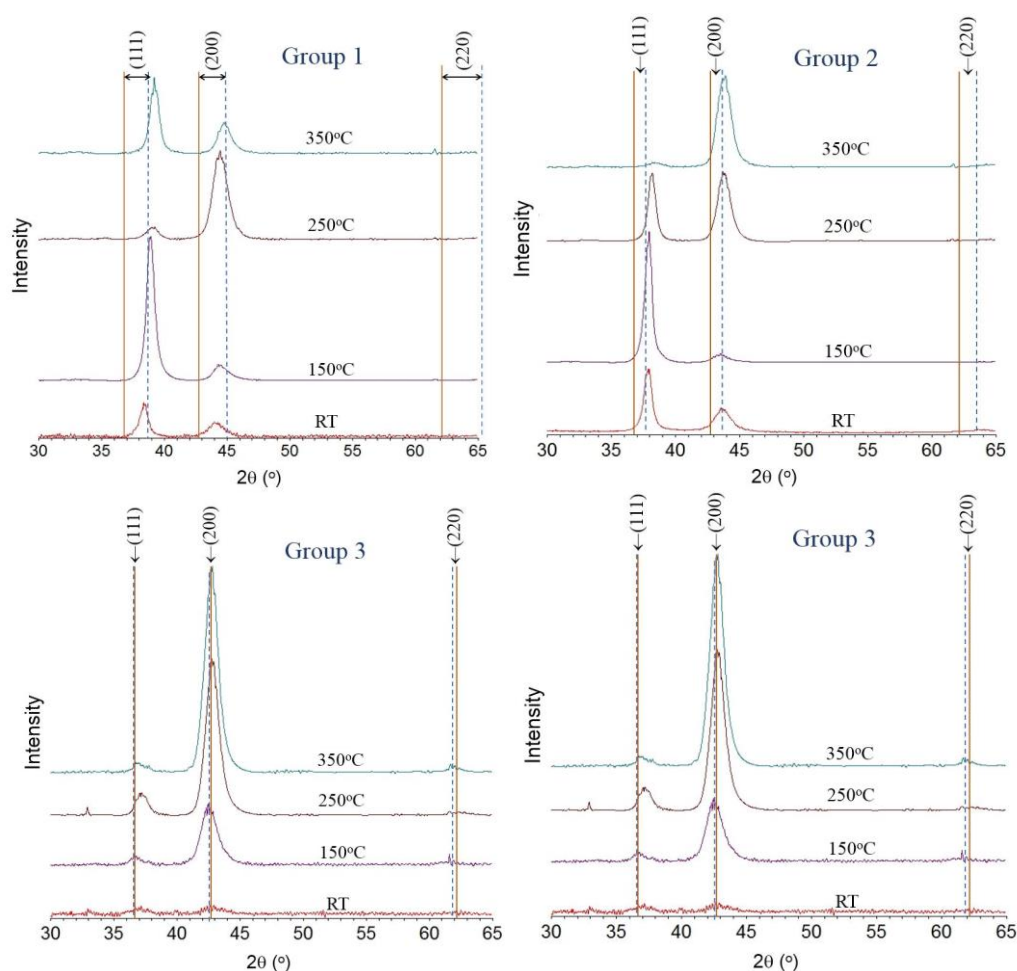 (111)
(200)
(220)
Group 1
350°C
250°C
150°C
RT
Intensity
30 35 40 45 50 55 60 65
2θ (°)
(111)
(200)
(220)
Group 2
350°C
250°C
150°C
RT
Intensity
30 35 40 45 50 55 60 65
2θ (°)
(111)
(200)
(220)
Group 3
350°C
250°C
150°C
RT
Intensity
30 35 40 45 50 55 60 65
2θ (°)
(111)
(200)
(220)
Group 3
350°C
250°C
150°C
RT
Intensity
30 35 40 45 50 55 60 65
2θ (°)